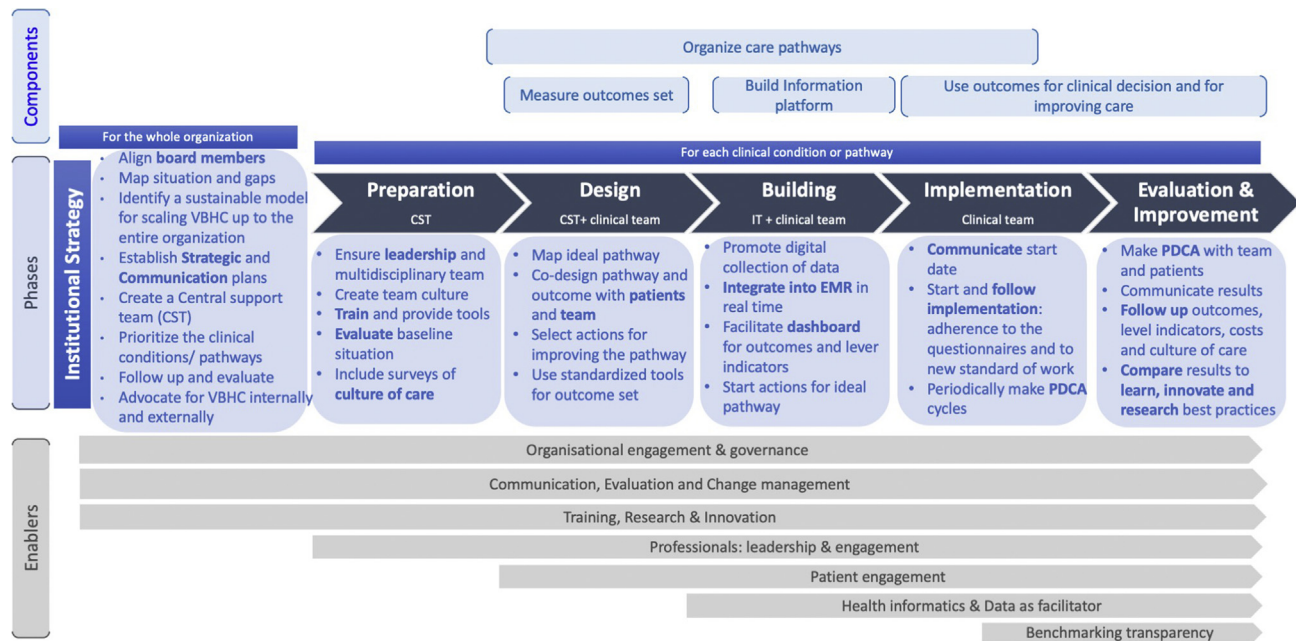 Components
Organize care pathways
Measure outcomes set
Build Information
platform
Use outcomes for clinical decision and for
improving care
For the whole organization
For each clinical condition or pathway
Phases
Institutional Strategy
• Align board members
• Map situation and gaps
• Identify a sustainable model
for scaling VBHC up to the
entire organization
• Establish Strategic and
Communication plans
• Create a Central support
team (CST)
• Prioritize the clinical
conditions/ pathways
• Follow up and evaluate
• Advocate for VBHC internally
and externally
Preparation
CST
• Ensure leadership and
multidisciplinary team
• Create team culture
• Train and provide tools
• Evaluate baseline
situation
• Include surveys of
culture of care
Design
CST+ clinical team
• Map ideal pathway
• Co-design pathway and
outcome with patients
and team
• Select actions for
improving the pathway
• Use standardized tools
for outcome set
Building
IT + clinical team
• Promote digital
collection of data
• Integrate into EMR in
real time
• Facilitate dashboard
for outcomes and lever
indicators
• Start actions for ideal
pathway
Implementation
Clinical team
• Communicate start
date
• Start and follow
implementation:
adherence to the
questionnaires and to
new standard of work
• Periodically make PDCA
cycles
Evaluation &
Improvement
• Make PDCA with team
and patients
• Communicate results
• Follow up outcomes,
level indicators, costs
and culture of care
• Compare results to
learn, innovate and
research best practices
Enablers
Organisational engagement & governance
Communication, Evaluation and Change management
Training, Research & Innovation
Professionals: leadership & engagement
Patient engagement
Health informatics & Data as facilitator
Benchmarking transparency